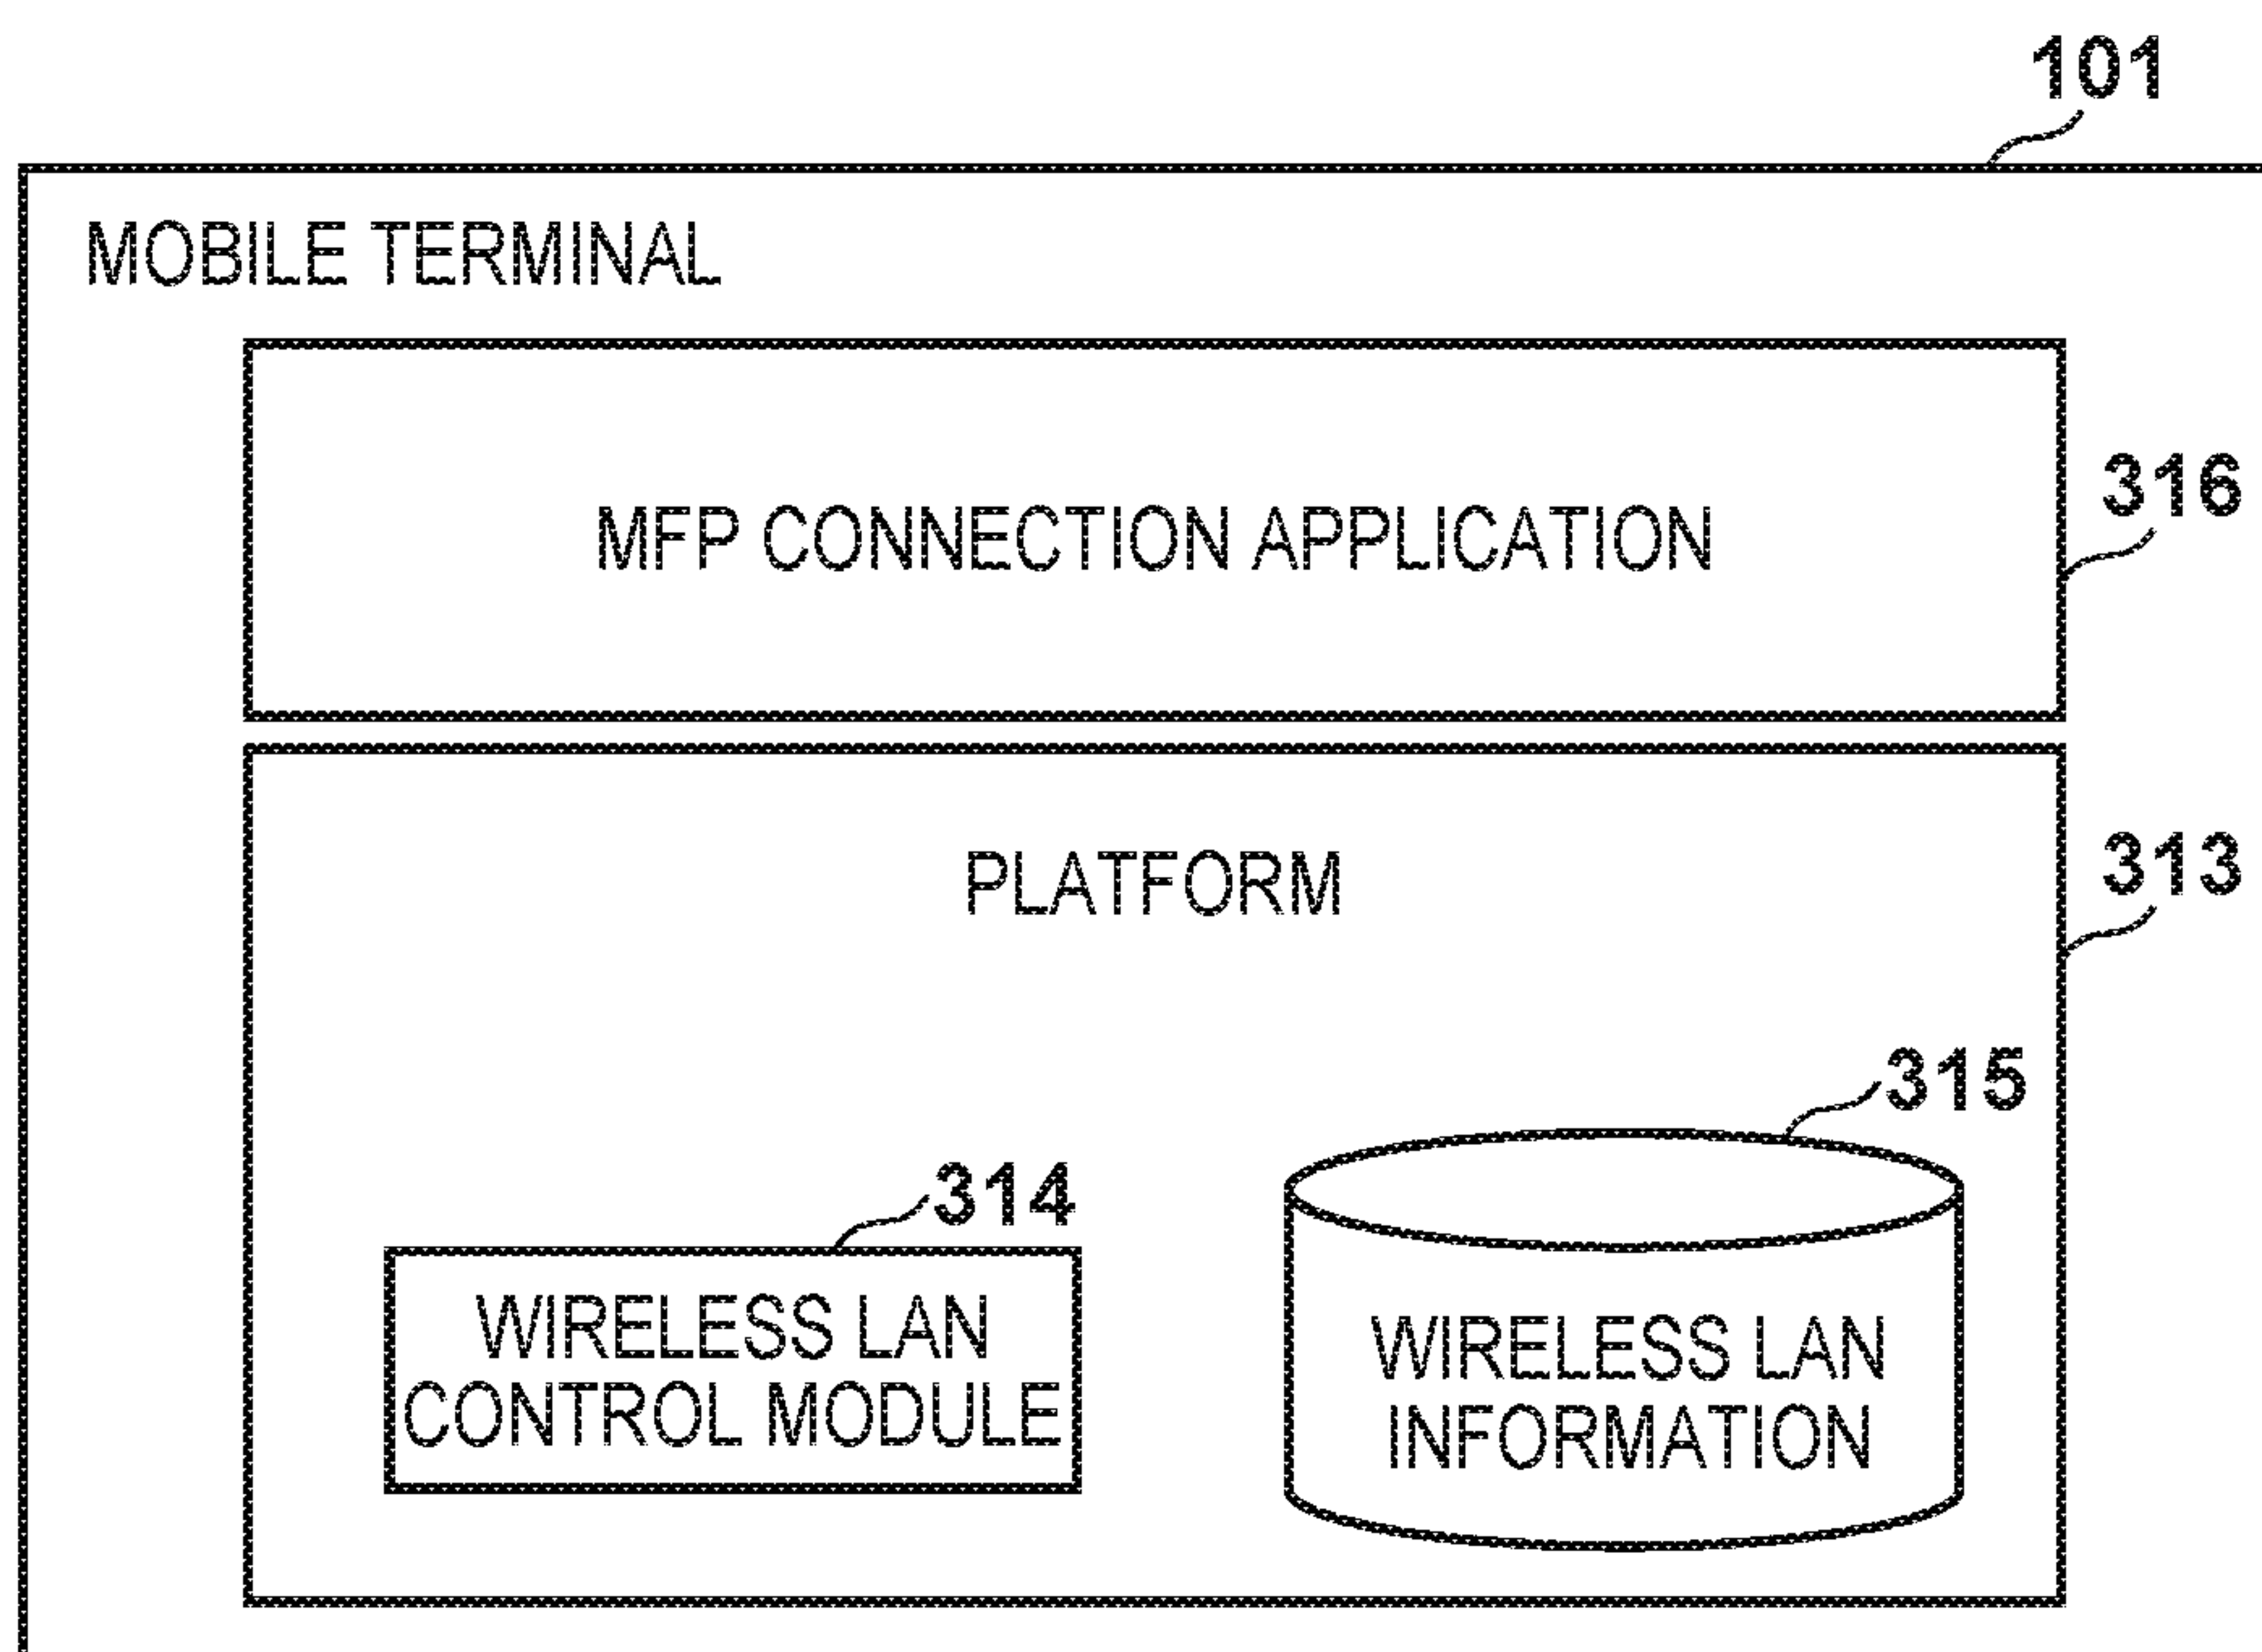 101
MOBILE TERMINAL
MFP CONNECTION APPLICATION
316
PLATFORM
313
315
314
WIRELESS LAN
CONTROL MODULE
WIRELESS LAN
INFORMATION